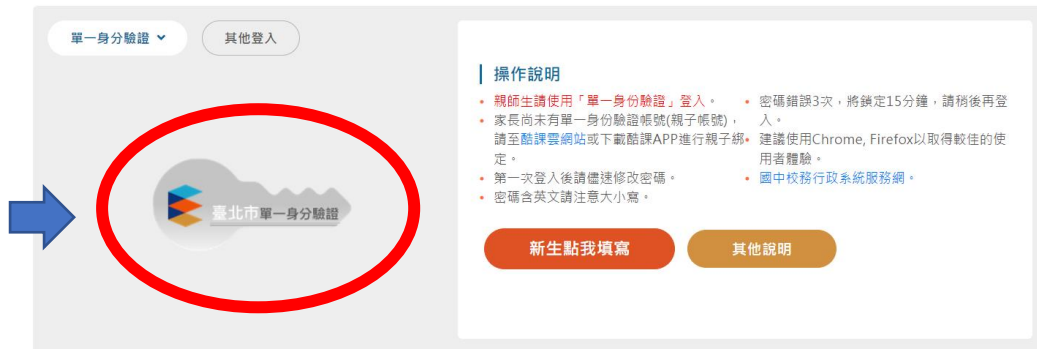 單一身分驗證
其他登入
臺北市單一身分驗證
操作說明
親師生請使用「單一身份驗證」登入。
家長尚未有單一身份驗證帳號(親子帳號)，
請至酷課雲網站或下載酷課APP進行親子綁
定。
第一次登入後請儘速修改密碼。
密碼含英文請注意大小寫。
密碼錯誤3次，將鎖定15分鐘，請稍後再登
入。
建議使用Chrome, Firefox以取得較佳的使
用者體驗。
國中校務行政系統服務網。
新生點我填寫
其他說明